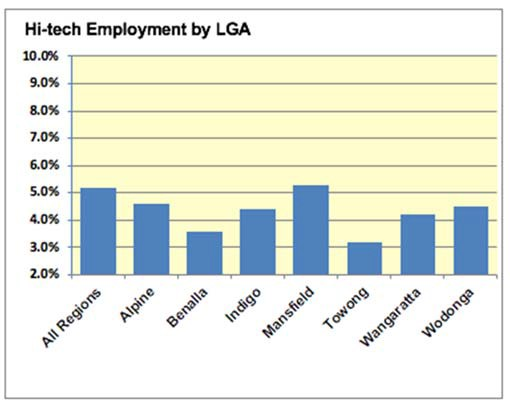 Hi-tech Employment by LGA
10.0%
9.0%
8.0%
7.0%
6.0%
5.0%
4.0%
3.0%
2.0%
All Regions
Alpine
Benalla
Indigo
Mansfield
Towong
Wangaratta
Wodonga